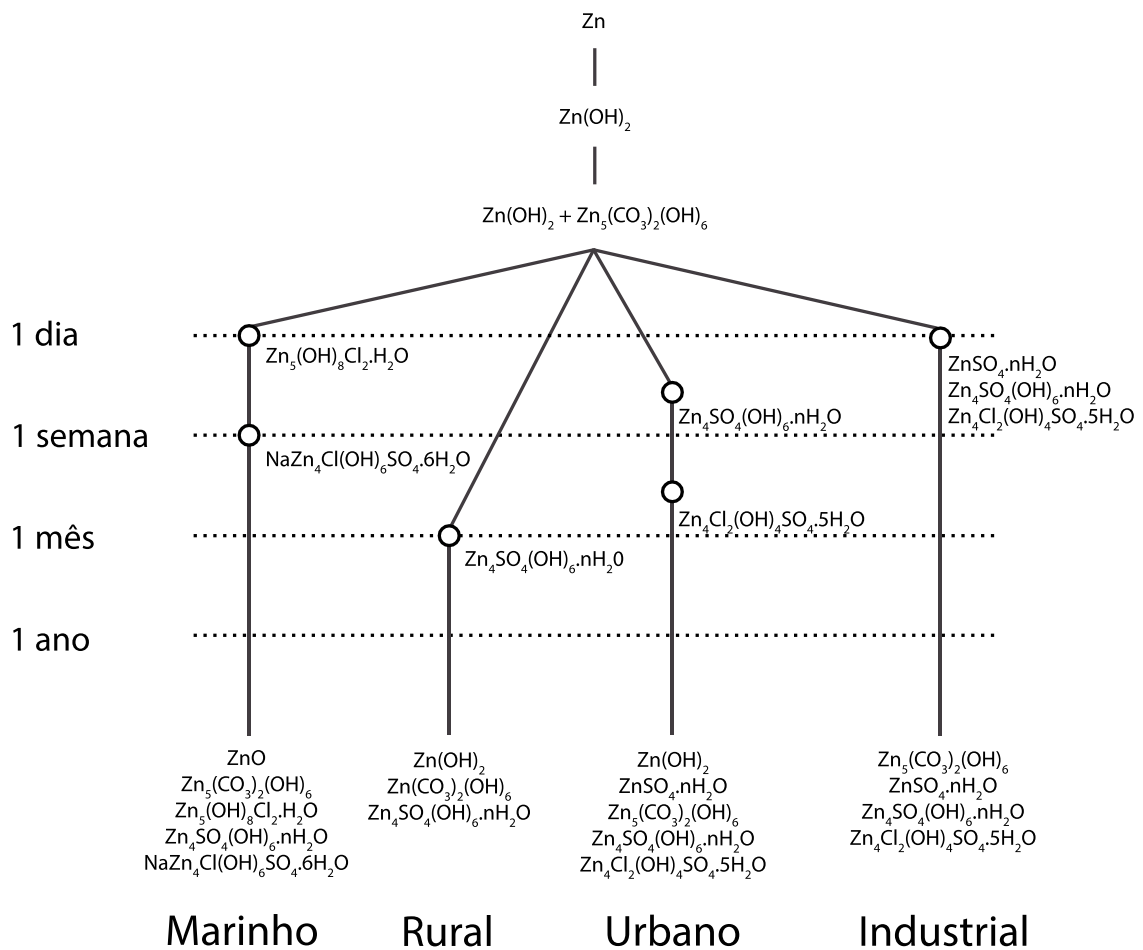 Zn
Zn(OH)₂
Zn(OH)₂ + Zn₅(CO₃)₂(OH)₆
1 dia
Zn₅(OH)₈Cl₂.H₂O
ZnSO₄.nH₂O
Zn₄SO₄(OH)₆.nH₂O
Zn₄Cl₂(OH)₄SO₄.5H₂O
Zn₄SO₄(OH)₆.nH₂O
1 semana
NaZn₄Cl(OH)₆SO₄.6H₂O
Zn₄Cl₂(OH)₄SO₄.5H₂O
1 mês
Zn₄SO₄(OH)₆.nH₂0
1 ano
ZnO
Zn₅(CO₃)₂(OH)₆
Zn₅(OH)₈Cl₂.H₂O
Zn₄SO₄(OH)₆.nH₂O
NaZn₄Cl(OH)₆SO₄.6H₂O
Zn(OH)₂
Zn(CO₃)₂(OH)₆
Zn₄SO₄(OH)₆.nH₂O
Zn(OH)₂
ZnSO₄.nH₂O
Zn₅(CO₃)₂(OH)₆
Zn₄SO₄(OH)₆.nH₂O
Zn₄Cl₂(OH)₄SO₄.5H₂O
Zn₅(CO₃)₂(OH)₆
ZnSO₄.nH₂O
Zn₄SO₄(OH)₆.nH₂O
Zn₄Cl₂(OH)₄SO₄.5H₂O
Marinho Rural Urbano Industrial